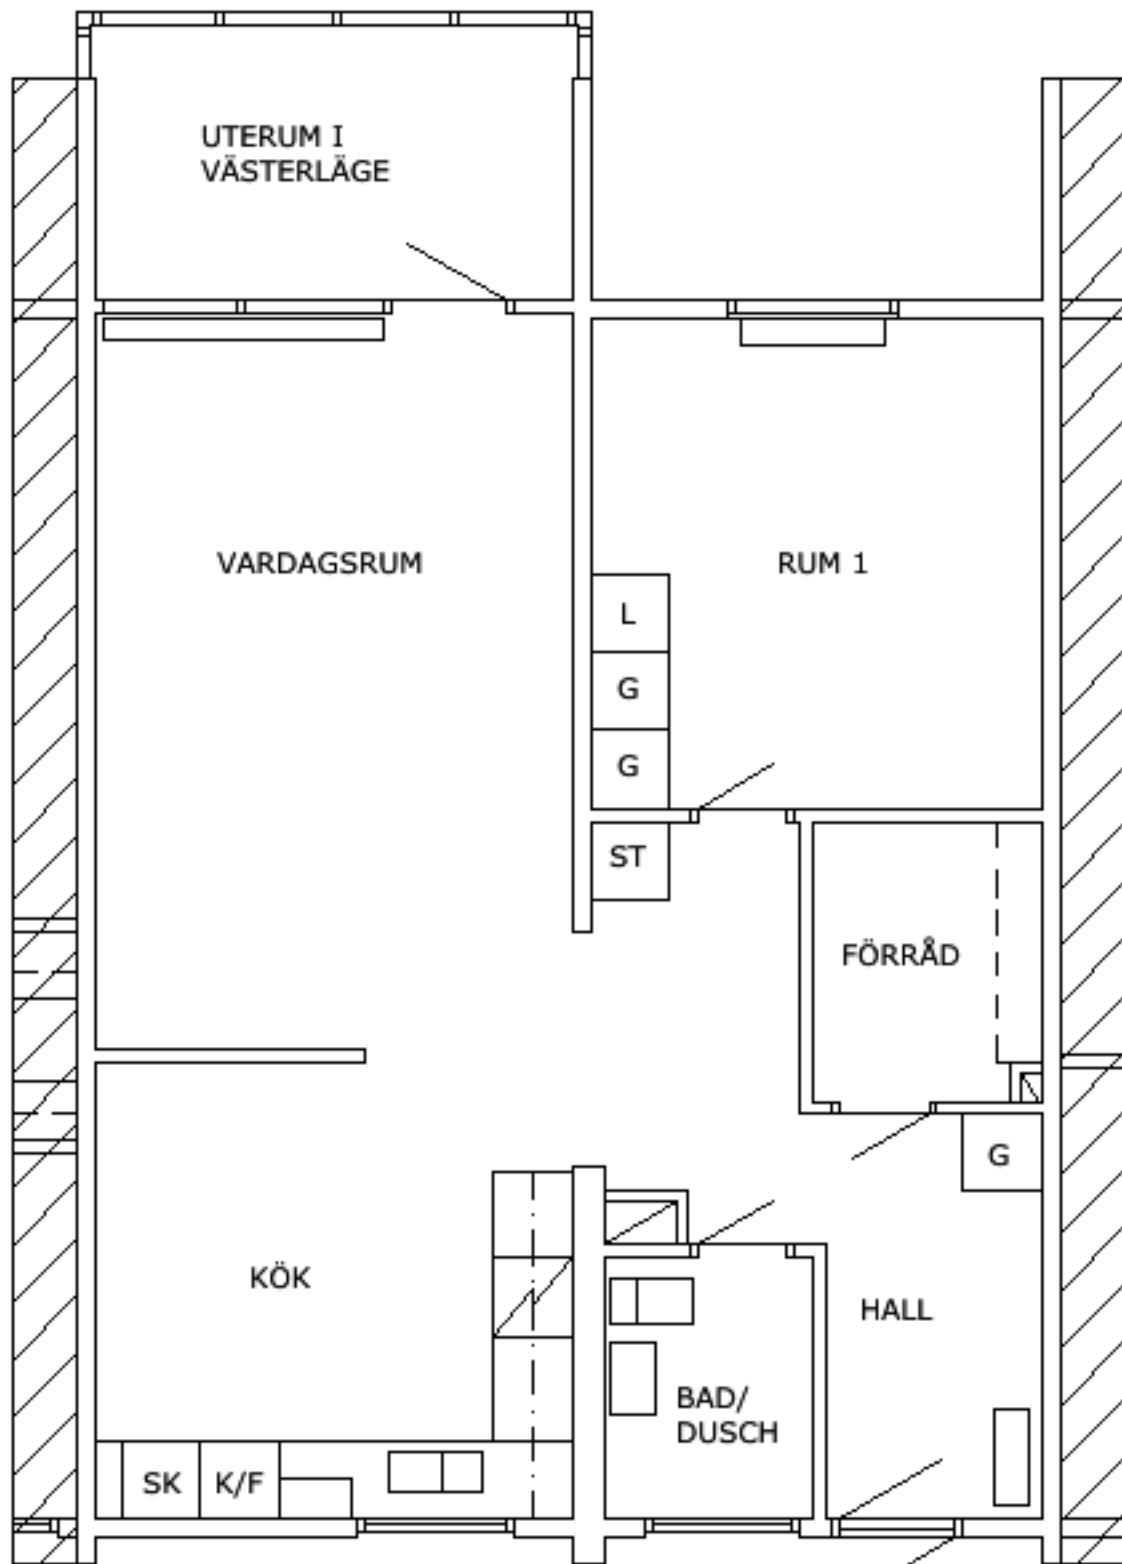 UTERUM I
VÄSTERLÄGE
VARDAGSRUM
RUM 1
L
G
G
ST
FÖRRÅD
G
KÖK
HALL
BAD/
DUSCH
SK
K/F